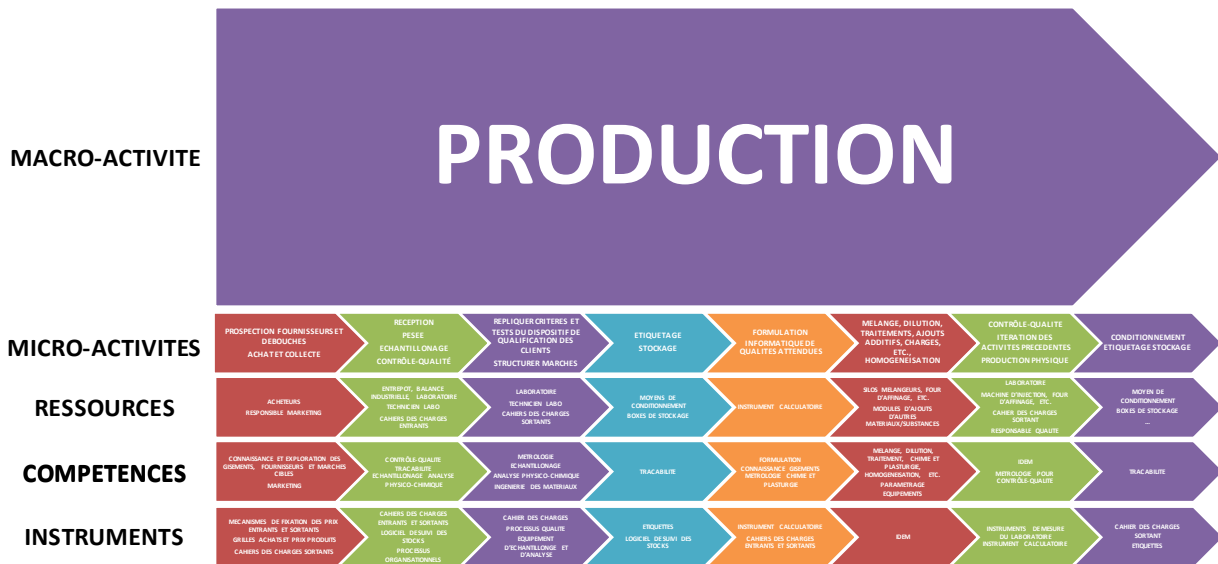 MACRO-ACTIVITE
PRODUCTION
MICRO-ACTIVITES
PROSPECTION FOURNISSEURS ET
DEBOUCHES
ACHAT ET COLLECTE
RECEPTION
PESEE
ECHANTILLONAGE
CONTRÔLE-QUALITÉ
REPLIQUER CRITERES ET
TESTS DU DISPOSITIF DE
QUALIFICATION DES
CLIENTS
STRUCTURER MARCHES
ETIQUETAGE
STOCKAGE
FORMULATION
INFORMATIQUE DE
QUALITES ATTENDUES
MELANGE, DILUTION,
TRAITEMENTS, AJOUTS
ADDITIFS, CHARGES,
ETC.,
HOMOGENEISATION
CONTRÔLE-QUALITE
ITERATION DES
ACTIVITES PRECEDENTES
PRODUCTION PHYSIQUE
CONDITIONNEMENT
ETIQUETAGE STOCKAGE
RESSOURCES
ACHETEURS
RESPONSIBLE MARKETING
ENTREPOT, BALANCE
INDUSTRIELLE, LABORATOIRE
TECHNICIEN LABO
CAHIERS DES CHARGES
ENTRANTS
LABORATOIRE
TECHNICIEN LABO
CAHIERS DES CHARGES
SORTANTS
MOYENS DE
CONDITIONNEMENT
BOXES DE STOCKAGE
INSTRUMENT CALCULATOIRE
SILOS MELANGEURS, FOUR
D'AFFINAGE, ETC.
MODULES D'AJOUTS
D'AUTRES
MATERIAUX/SUBSTANCES
LABORATOIRE
MACHINE D'INJECTION, FOUR
D'AFFINAGE, ETC.
CAHIER DES CHARGES
SORTANT
RESPONSABLE QUALITE
MOYEN DE
CONDITIONNEMENT
BOXES DE STOCKAGE
...
COMPETENCES
CONNAISSANCE ET EXPLORATION DES
GISEMENTS, FOURNISSEURS ET MARCHES
CIBLES
MARKETING
CONTRÔLE-QUALITE
TRACABILITE
ECHANTILLONAGE ANALYSE
PHYSICO-CHIMIQUE
METROLOGIE
ECHANTILLONAGE
ANALYSE PHYSICO-CHIMIQUE
INGENIERIE DES MATERIAUX
TRACABILITE
FORMULATION
CONNAISSANCE GISEMENTS
METROLOGIE CHIMIE ET
PLASTURGIE
MELANGE, DILUTION,
TRAITEMENT, CHIMIE ET
PLASTURGE,
HOMOGENEISATION, ETC.
PARAMETRAGE
EQUIPEMENTS
IDEM
METROLOGIE POUR
CONTRÔLE-QUALITE
TRACABILITE
INSTRUMENTS
MECANISMES DE FIXATION DES PRIX
ENTRANTS ET SORTANTS
GRILLES ACHATS ET PRIX PRODUITS
CAHIERS DES CHARGES SORTANTS
CAHIERS DES CHARGES
ENTRANTS ET SORTANTS
LOGICIEL DE SUIVI DES
STOCKS
PROCESSUS
ORGANISATIONNELS
CAHIER DES CHARGES
PROCESSUS QUALITE
EQUIPEMENT
D'ECHANTILLONGE ET
D'ANALYSE
ETIQUETTES
LOGICIEL DE SUIVI DES
STOCKS
INSTRUMENT CALCULATOIRE
CAHIERS DES CHARGES
ENTRANTS ET SORTANTS
IDEM
INSTRUMENTS DE MESURE
DU LABORATOIRE
INSTRUMENT CALCULATOIRE
CAHIER DES CHARGES
SORTANT
ETIQUETTES